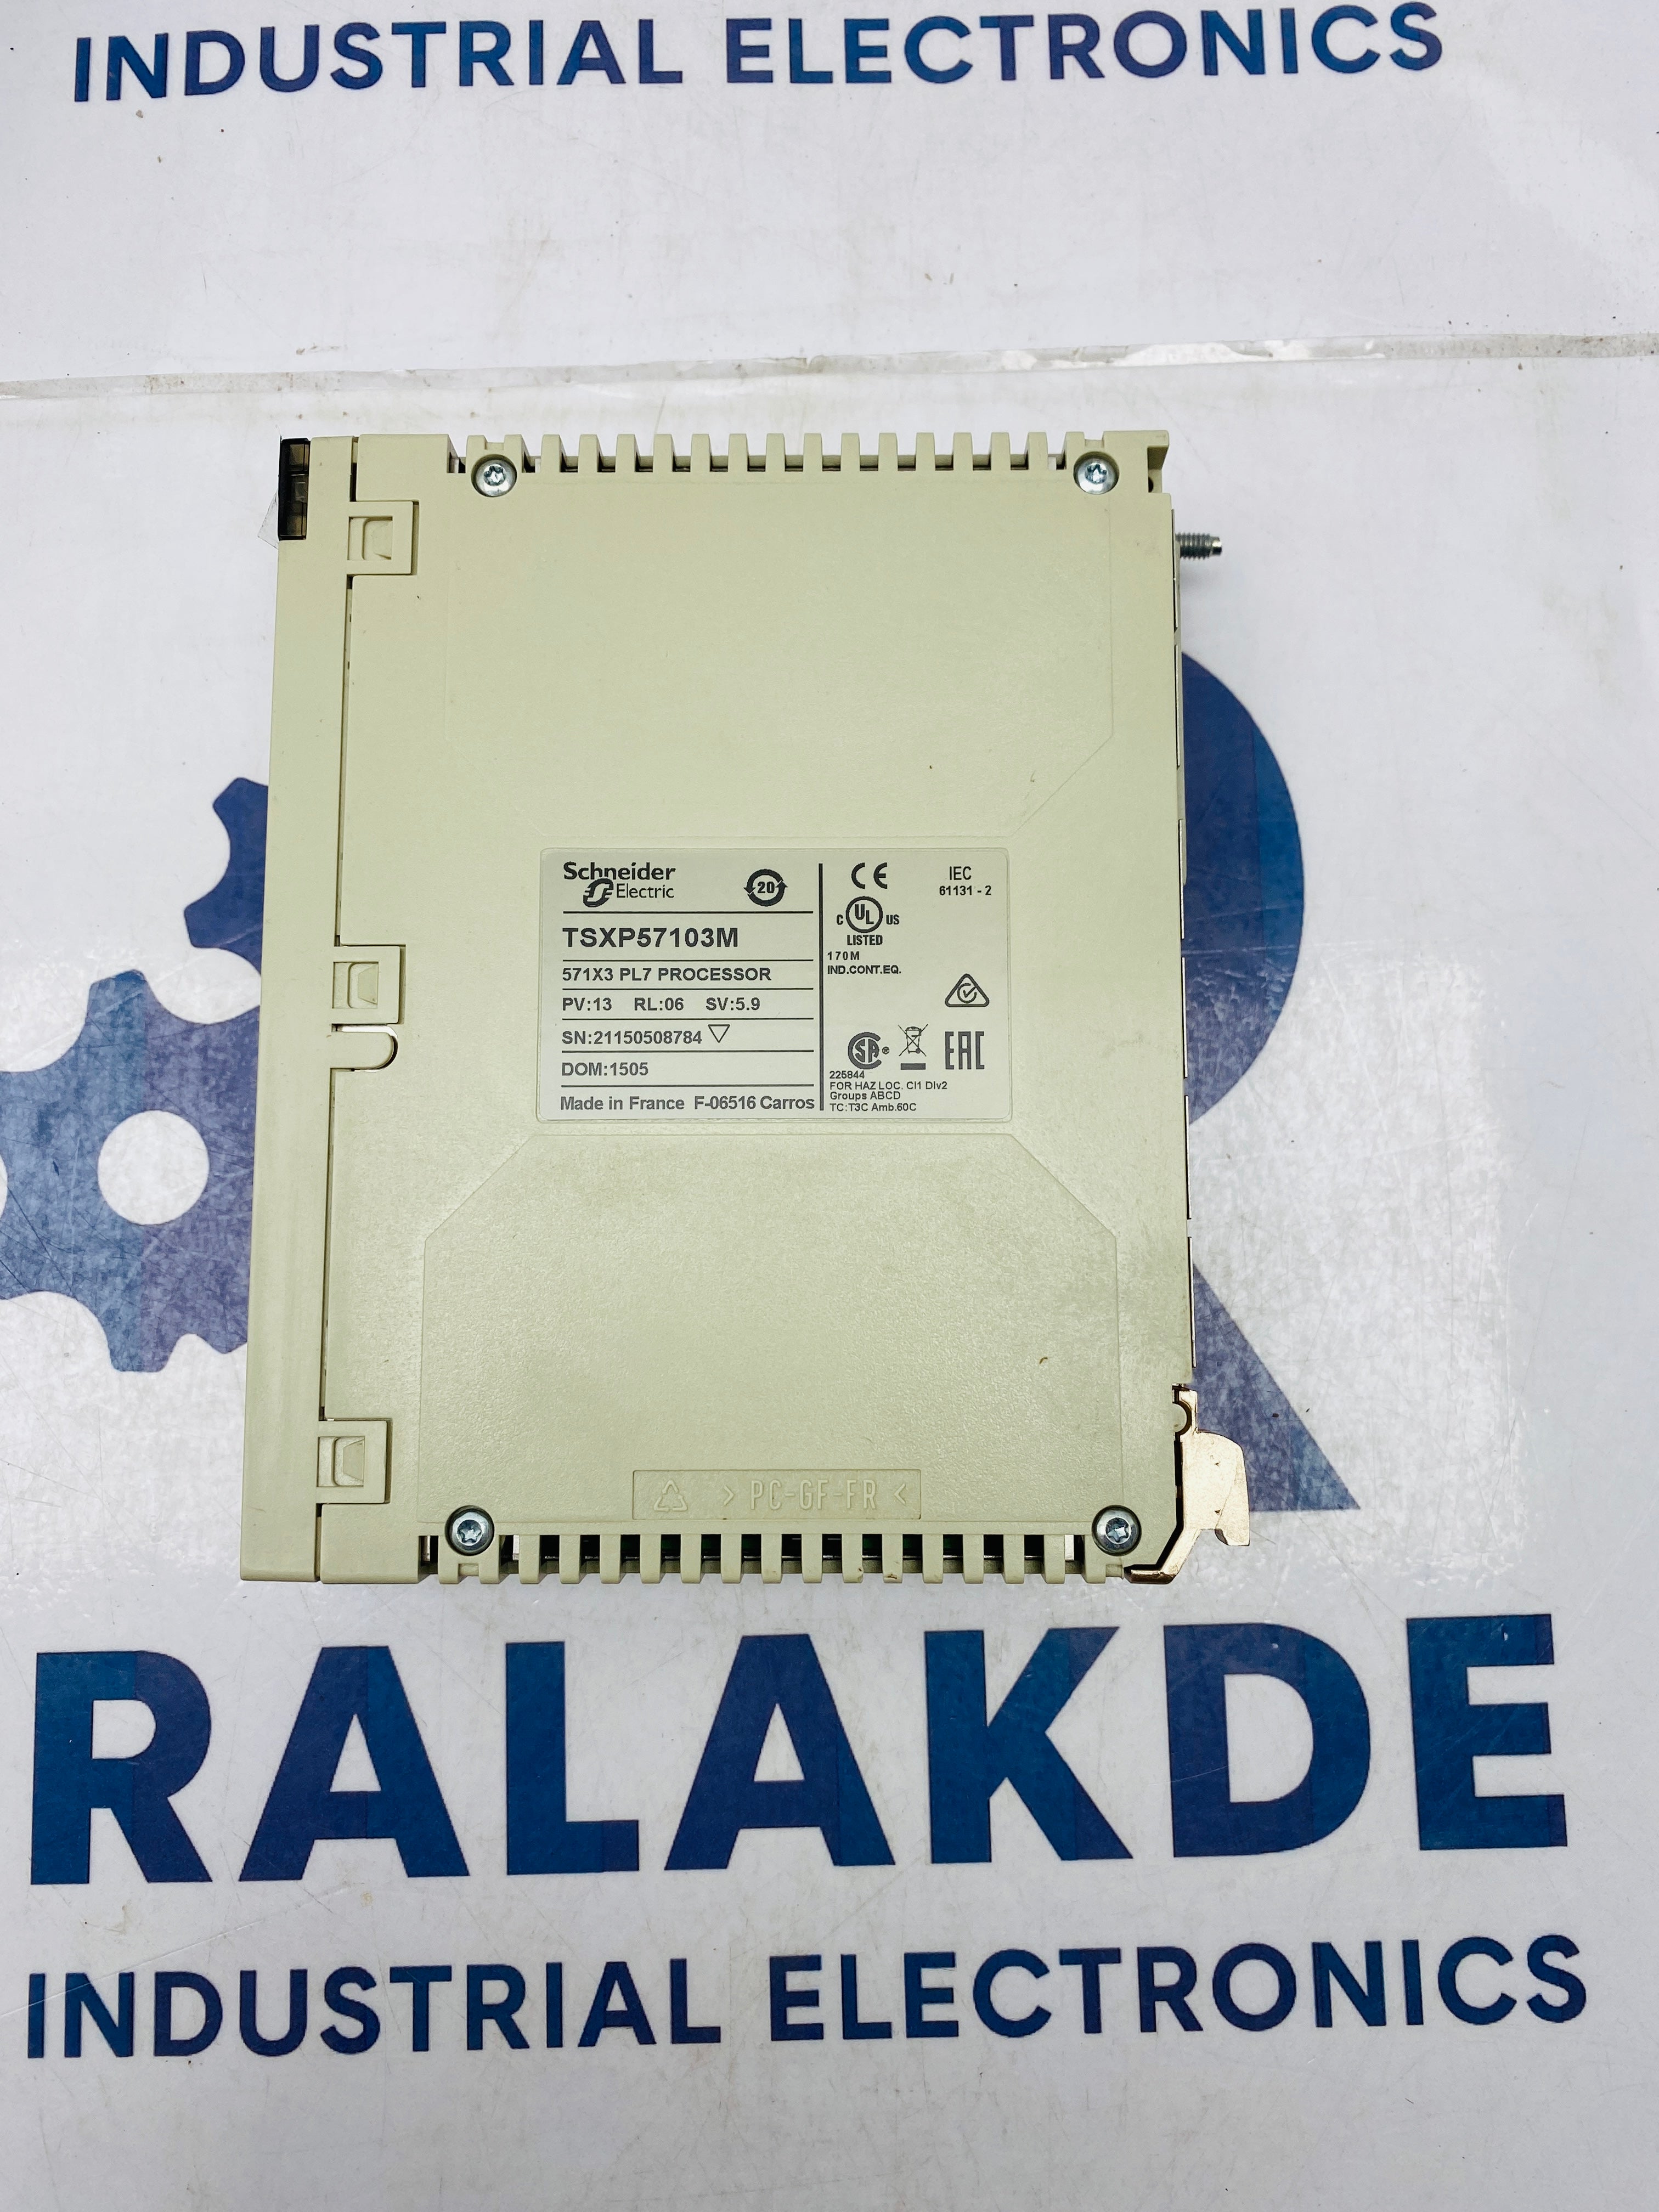 INDUSTRIAL ELECTRONICS
Schneider
Electric
20
TSXP57103M
571X3 PL7 PROCESSOR
PV:13 RL:06 SV:5.9
SN:21150508784
DOM:1505
Made in France F-06516 Carros
CE
IEC
61131 - 2
C UL US
LISTED
170M
IND.CONT.EQ.
SA
EAC
225844
FOR HAZ LOC. Cl1 Div2
Groups ABCD
TC:T3C Amb.60C
> PC-GF-FR <
RALAKDE
INDUSTRIAL ELECTRONICS